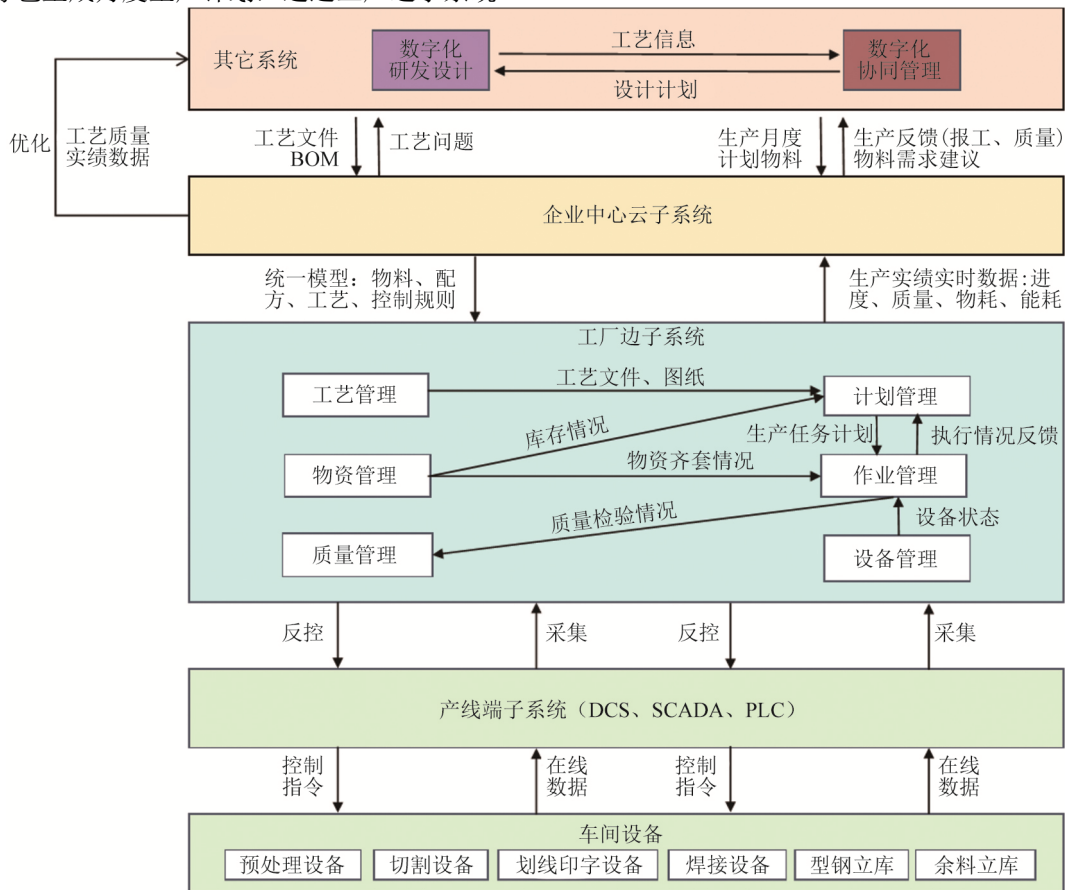 其它系统
数字化
研发设计
工艺信息
设计计划
数字化
协同管理
优化
工艺质量
实绩数据
工艺文件
BOM
工艺问题
生产月度
计划物料
生产反馈(报工、质量)
物料需求建议
企业中心云子系统
统一模型：物料、配
方、工艺、控制规则
生产实绩实时数据:进
度、质量、物耗、能耗
工厂边子系统
工艺管理
工艺文件、图纸
计划管理
库存情况
生产任务计划
执行情况反馈
物资管理
物资齐套情况
作业管理
质量检验情况
设备状态
质量管理
设备管理
反控
采集
反控
采集
产线端子系统（DCS、SCADA、PLC）
控制
指令
在线
数据
控制
指令
在线
数据
车间设备
预处理设备
切割设备
划线印字设备
焊接设备
型钢立库
余料立库